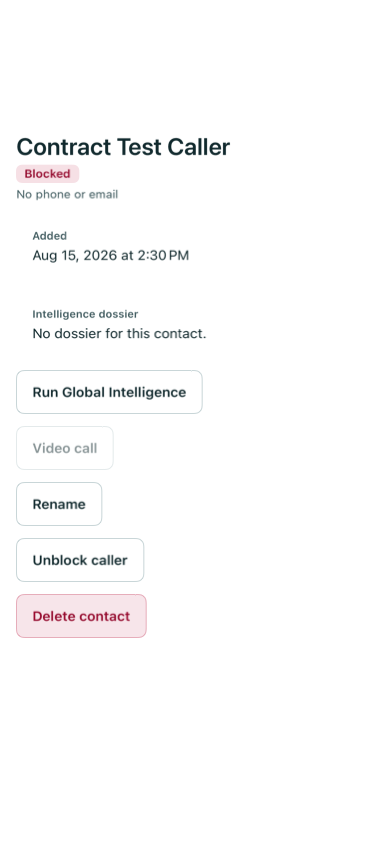 Contract Test Caller
Blocked
No phone or email
Added
Aug 15, 2026 at 2:30 PM
Intelligence dossier
No dossier for this contact.
Run Global Intelligence
Video call
Rename
Unblock caller
Delete contact